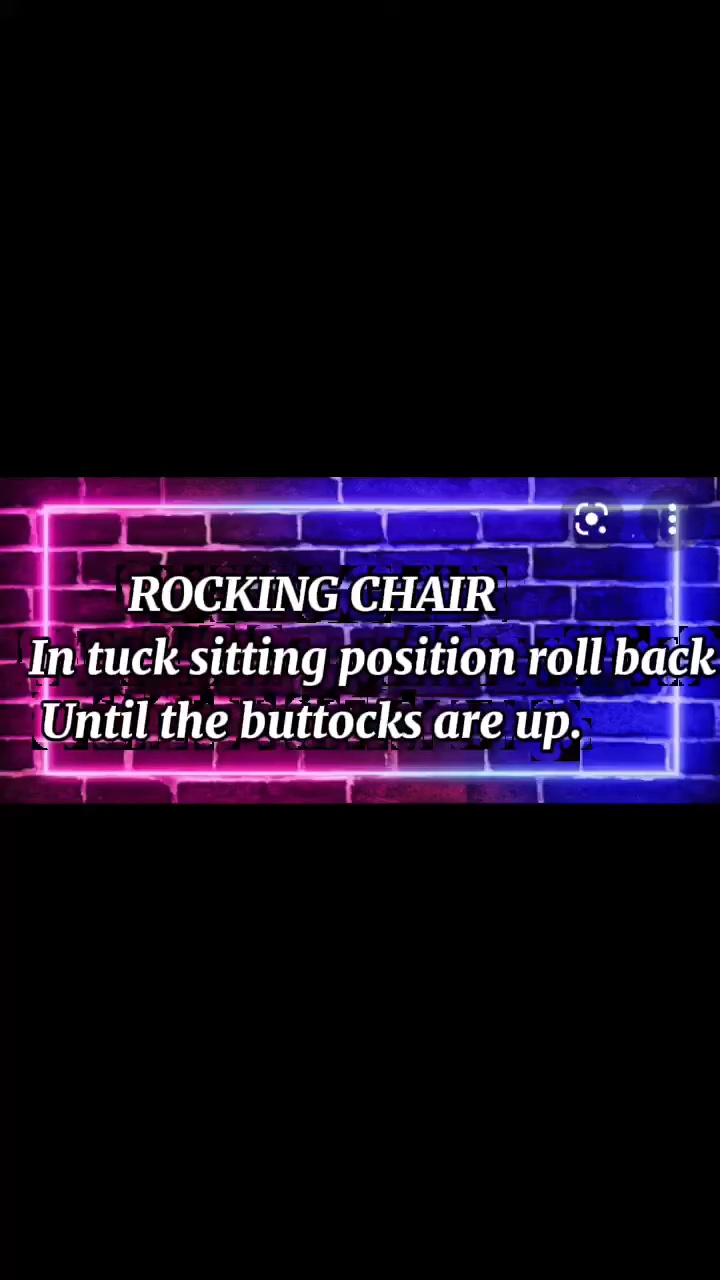 ROCKING CHAIR
In tuck sitting position roll back
Until the buttocks are up.